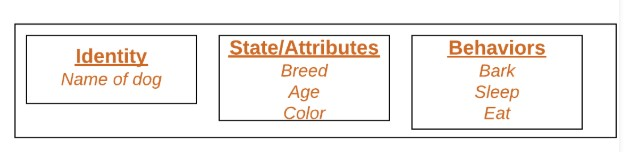 Identity
Name of dog
State/Attributes
Breed
Age
Color
Behaviors
Bark
Sleep
Eat